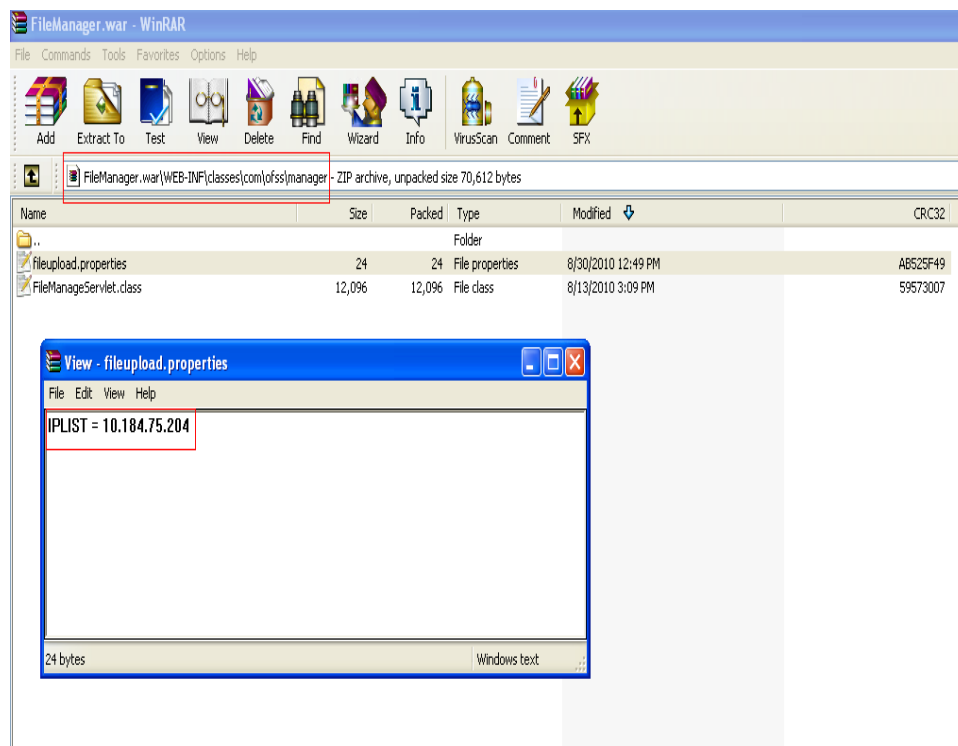 FileManager.war - WinRAR
File Commands Tools Favorites Options Help
Add Extract To Test View Delete Find Wizard Info VirusScan Comment SFX
FileManager.war\WEB-INF\classes\com\ofss\manager - ZIP archive, unpacked size 70,612 bytes
Name Size Packed Type Modified CRC32
.. Folder
fileupload.properties 24 24 File properties 8/30/2010 12:49 PM AB525F49
FileManageServlet.class 12,096 12,096 File class 8/13/2010 3:09 PM 59573007
View - fileupload.properties
File Edit View Help
IPLIST = 10.184.75.204
24 bytes Windows text